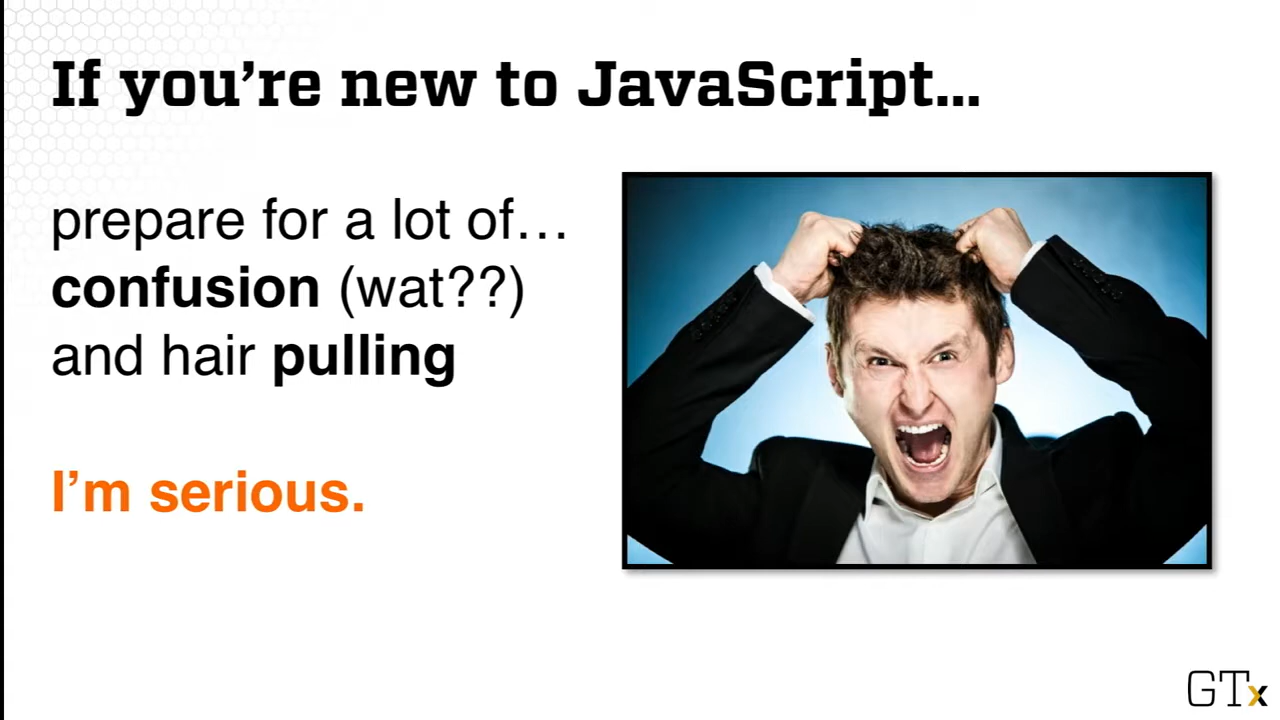 If you’re new to JavaScript…
prepare for a lot of…
confusion (wat??)
and hair pulling
I’m serious.
GTx